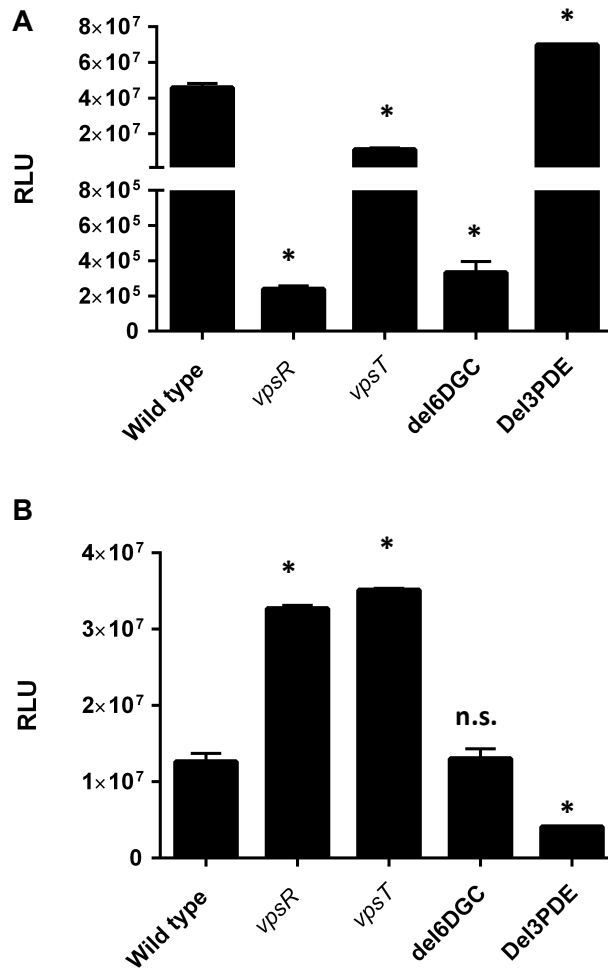 A
RLU
8×10⁷
6×10⁷
4×10⁷
2×10⁷
8×10⁵
6×10⁵
4×10⁵
2×10⁵
0
* * * *
Wild type
vpsR
vpsT
del6DGC
Del3PDE
B
RLU
4×10⁷
3×10⁷
2×10⁷
1×10⁷
0
* * n.s. *
Wild type
vpsR
vpsT
del6DGC
Del3PDE